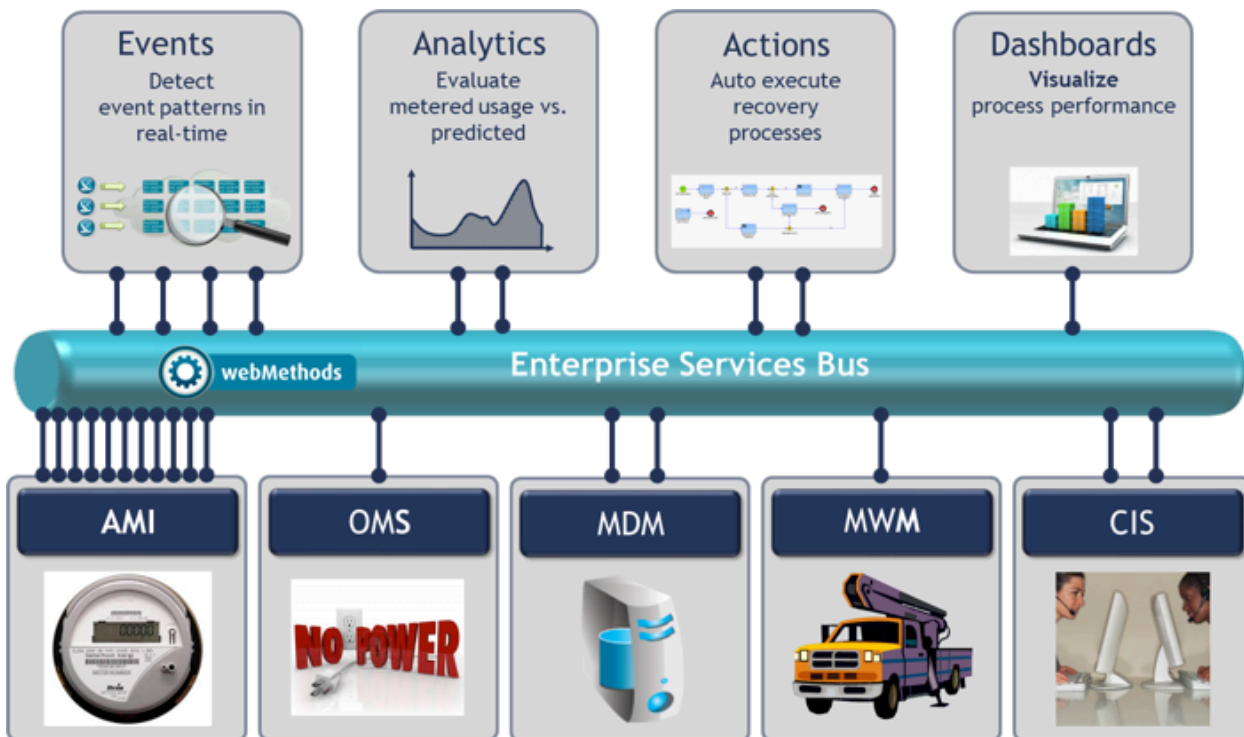 Events
Detect
event patterns in
real-time
Analytics
Evaluate
metered usage vs.
predicted
Actions
Auto execute
recovery
processes
Dashboards
Visualize
process performance
webMethods
Enterprise Services Bus
AMI
OMS
MDM
MWM
CIS
00000
NO POWER